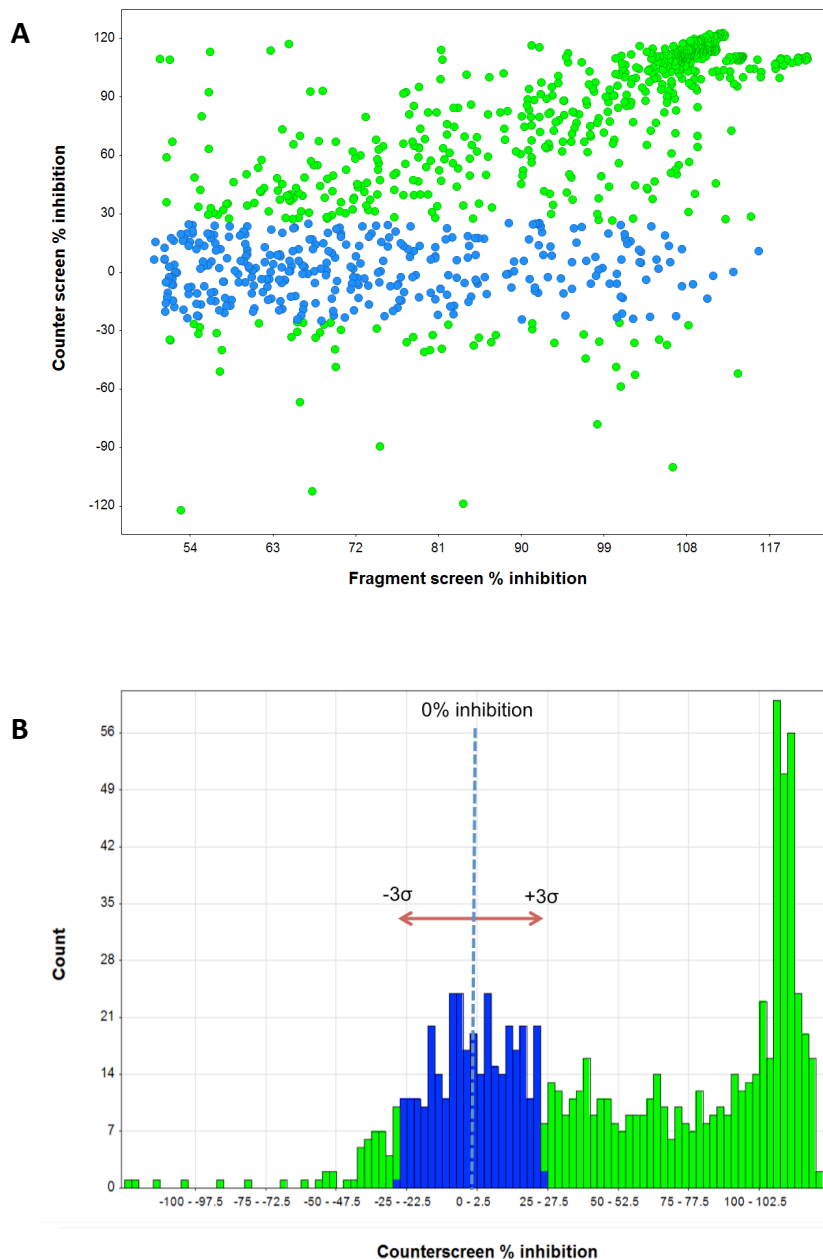 A
120
90
60
30
0
-30
-60
-90
-120
Counter screen % inhibition
54 63 72 81 90 99 108 117
Fragment screen % inhibition
B
0% inhibition
-3σ +3σ
56
49
42
35
28
21
14
7
0
Count
-100 - -97.5 -75 - -72.5 -50 - -47.5 -25 - -22.5 0 - 2.5 25 - 27.5 50 - 52.5 75 - 77.5 100 - 102.5
Counterscreen % inhibition